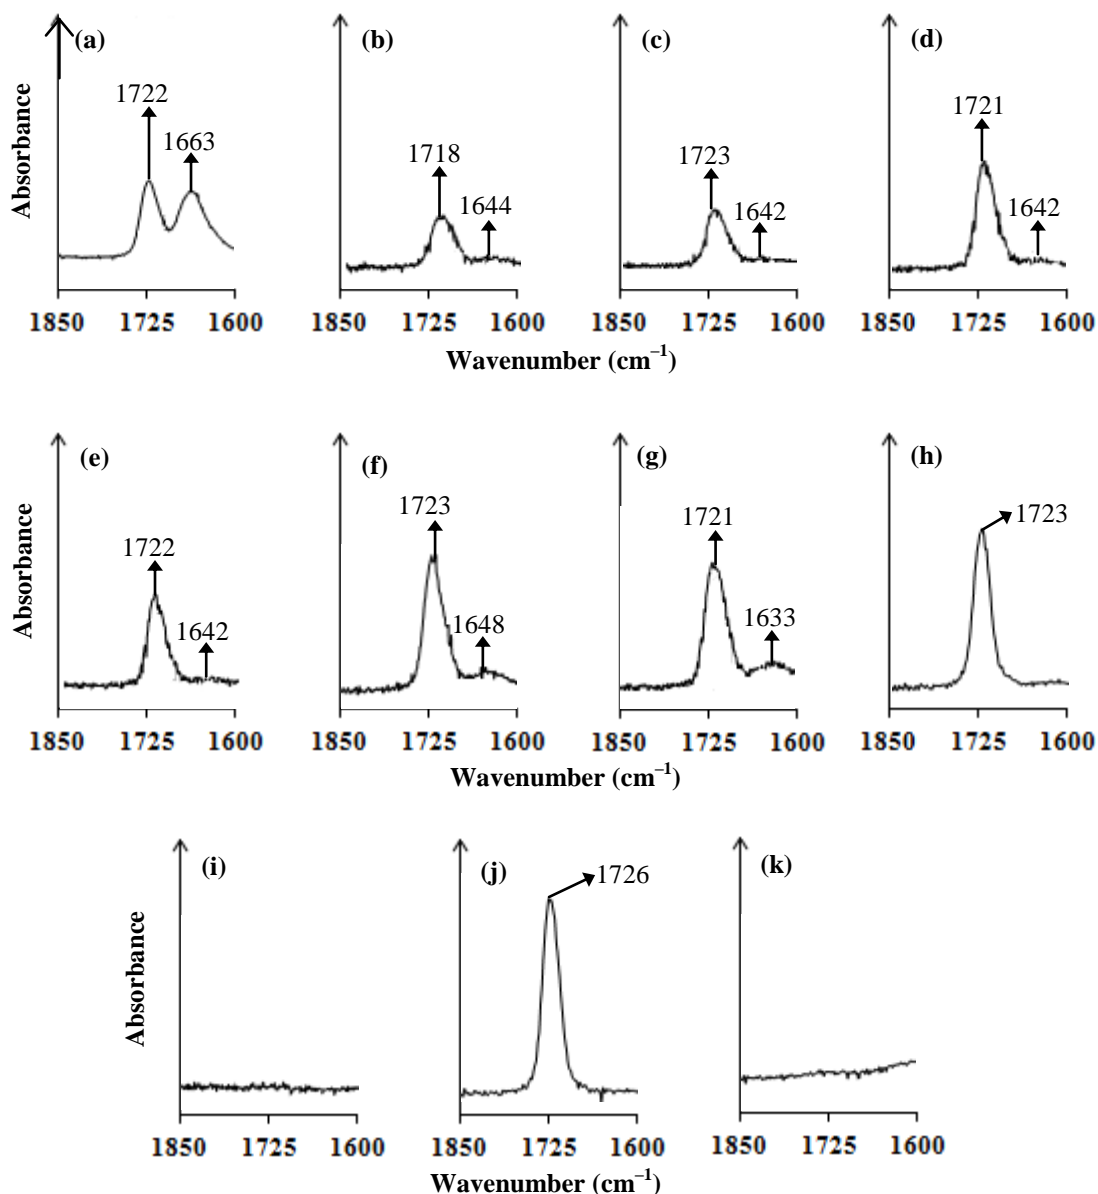 (a) (b) (c) (d)
1722 1663 1718 1644 1723 1642 1721 1642
Absorbance
1850 1725 1600 1850 1725 1600 1850 1725 1600 1850 1725 1600
Wavenumber (cm⁻¹)
(e) (f) (g) (h)
1722 1642 1723 1648 1721 1633 1723
Absorbance
1850 1725 1600 1850 1725 1600 1850 1725 1600 1850 1725 1600
Wavenumber (cm⁻¹)
(i) (j) (k)
1726
Absorbance
1850 1725 1600 1850 1725 1600 1850 1725 1600
Wavenumber (cm⁻¹)